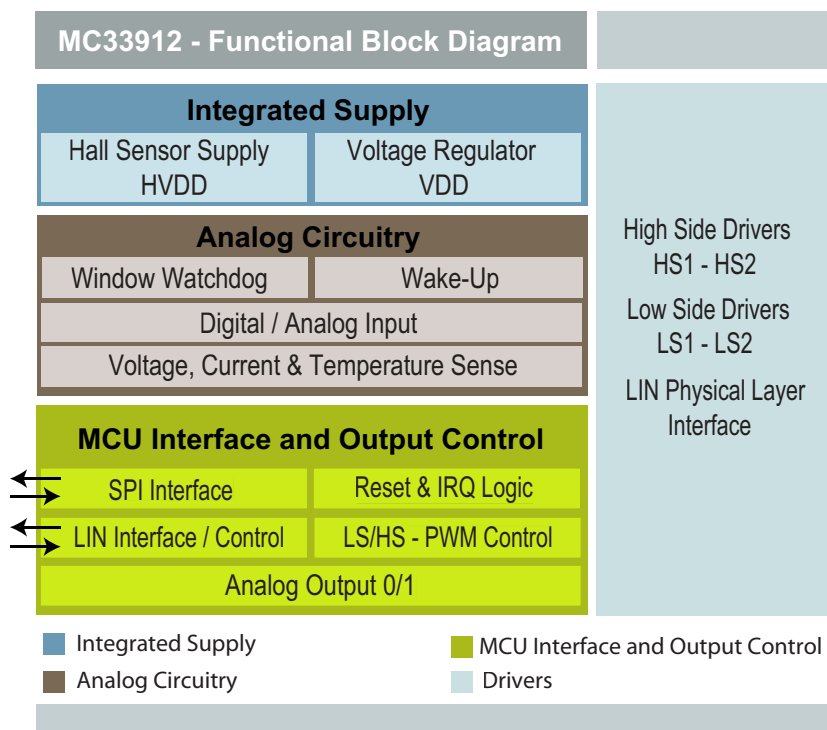 MC33912 - Functional Block Diagram
Integrated Supply
Hall Sensor Supply
HVDD
Voltage Regulator
VDD
Analog Circuitry
Window Watchdog
Wake-Up
Digital / Analog Input
Voltage, Current & Temperature Sense
MCU Interface and Output Control
SPI Interface
Reset & IRQ Logic
LIN Interface / Control
LS/HS - PWM Control
Analog Output 0/1
High Side Drivers
HS1 - HS2
Low Side Drivers
LS1 - LS2
LIN Physical Layer
Interface
Integrated Supply
MCU Interface and Output Control
Analog Circuitry
Drivers